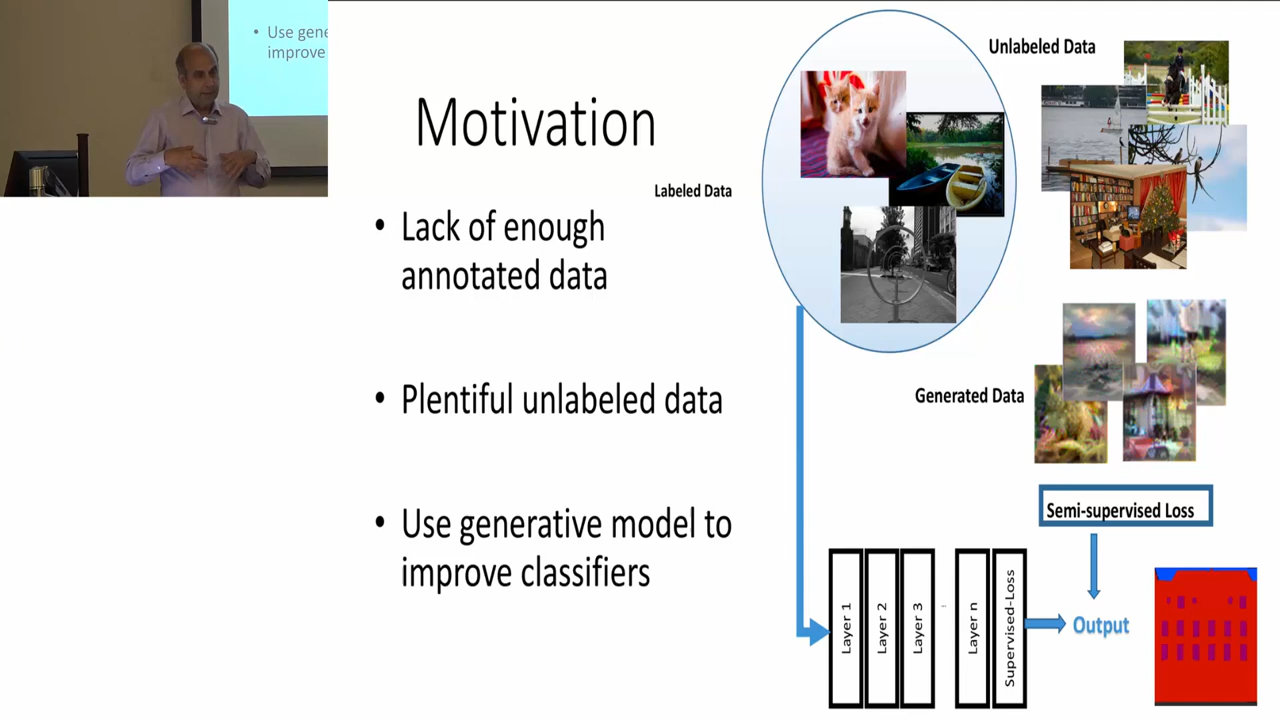 • Use gene
improve
Motivation
• Lack of enough
annotated data
• Plentiful unlabeled data
• Use generative model to
improve classifiers
Labeled Data
Unlabeled Data
Generated Data
Semi-supervised Loss
Layer 1
Layer 2
Layer 3
...
Layer n
Supervised-Loss
Output